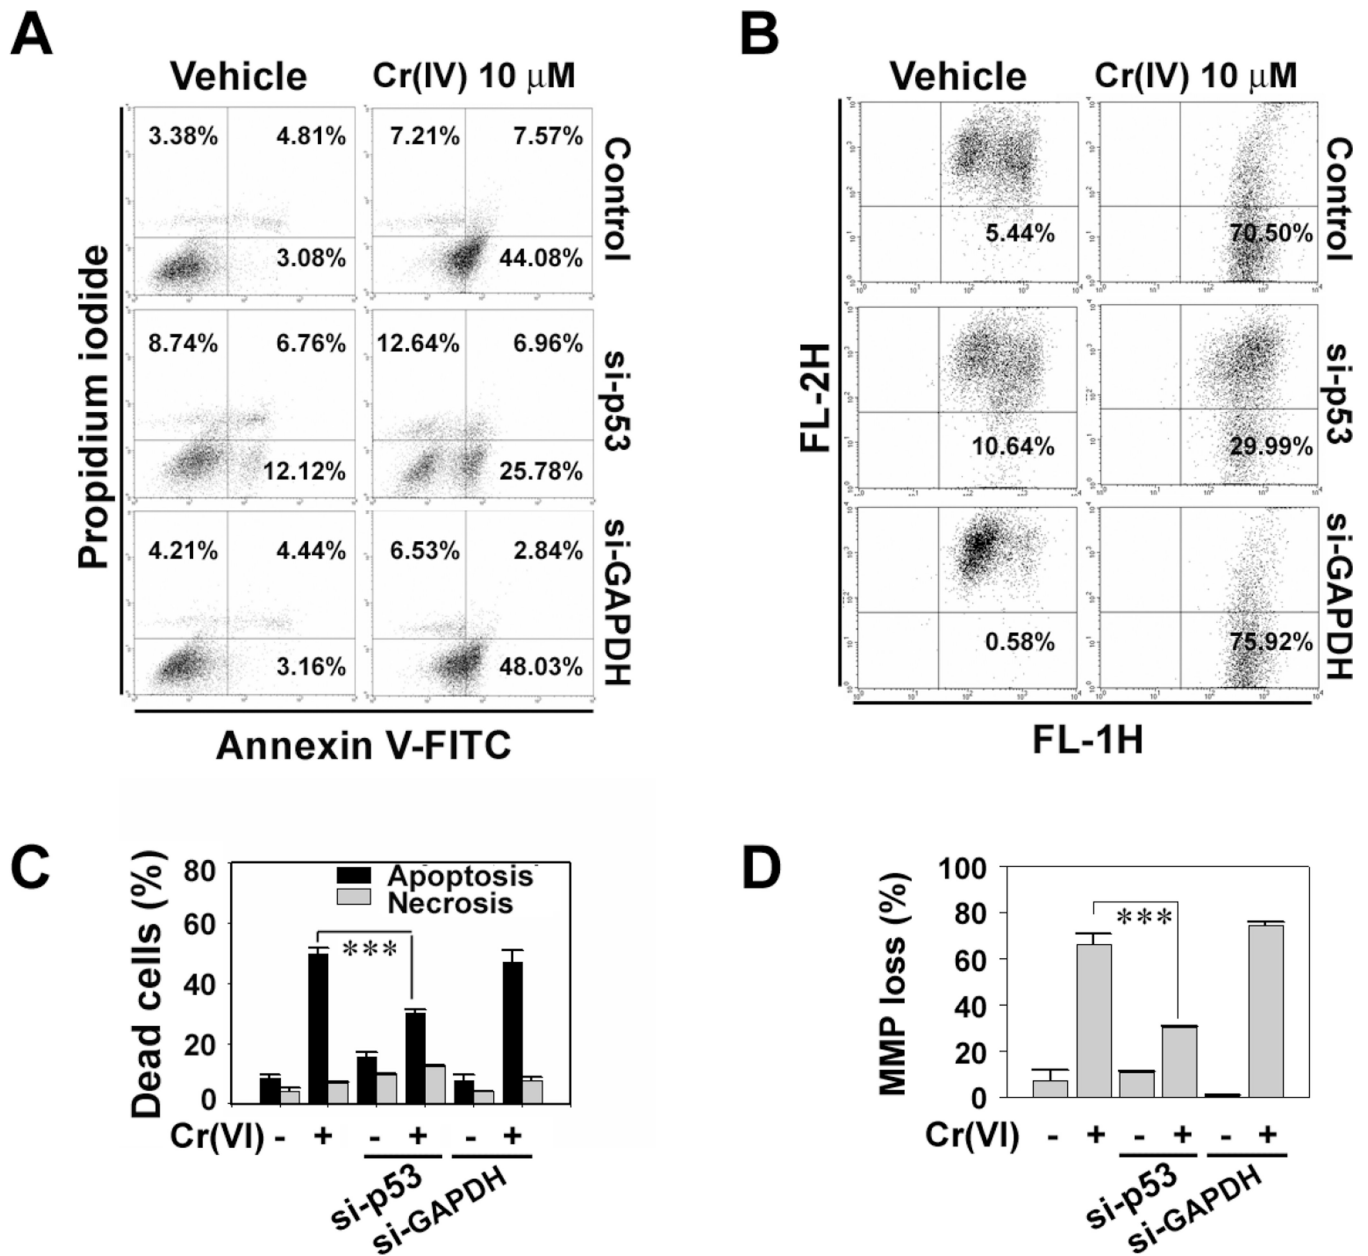 A
Vehicle
Cr(IV) 10 μM
3.38%
4.81%
7.21%
7.57%
3.08%
44.08%
Control
8.74%
6.76%
12.64%
6.96%
12.12%
25.78%
si-p53
4.21%
4.44%
6.53%
2.84%
3.16%
48.03%
si-GAPDH
Propidium iodide
Annexin V-FITC
B
Vehicle
Cr(IV) 10 μM
5.44%
70.50%
Control
10.64%
29.99%
si-p53
0.58%
75.92%
si-GAPDH
FL-2H
FL-1H
C
Dead cells (%)
80
60
40
20
0
Apoptosis
Necrosis
***
Cr(VI) - + - + - +
si-p53
si-GAPDH
D
MMP loss (%)
100
80
60
40
20
0
***
Cr(VI) - + - + - +
si-p53
si-GAPDH